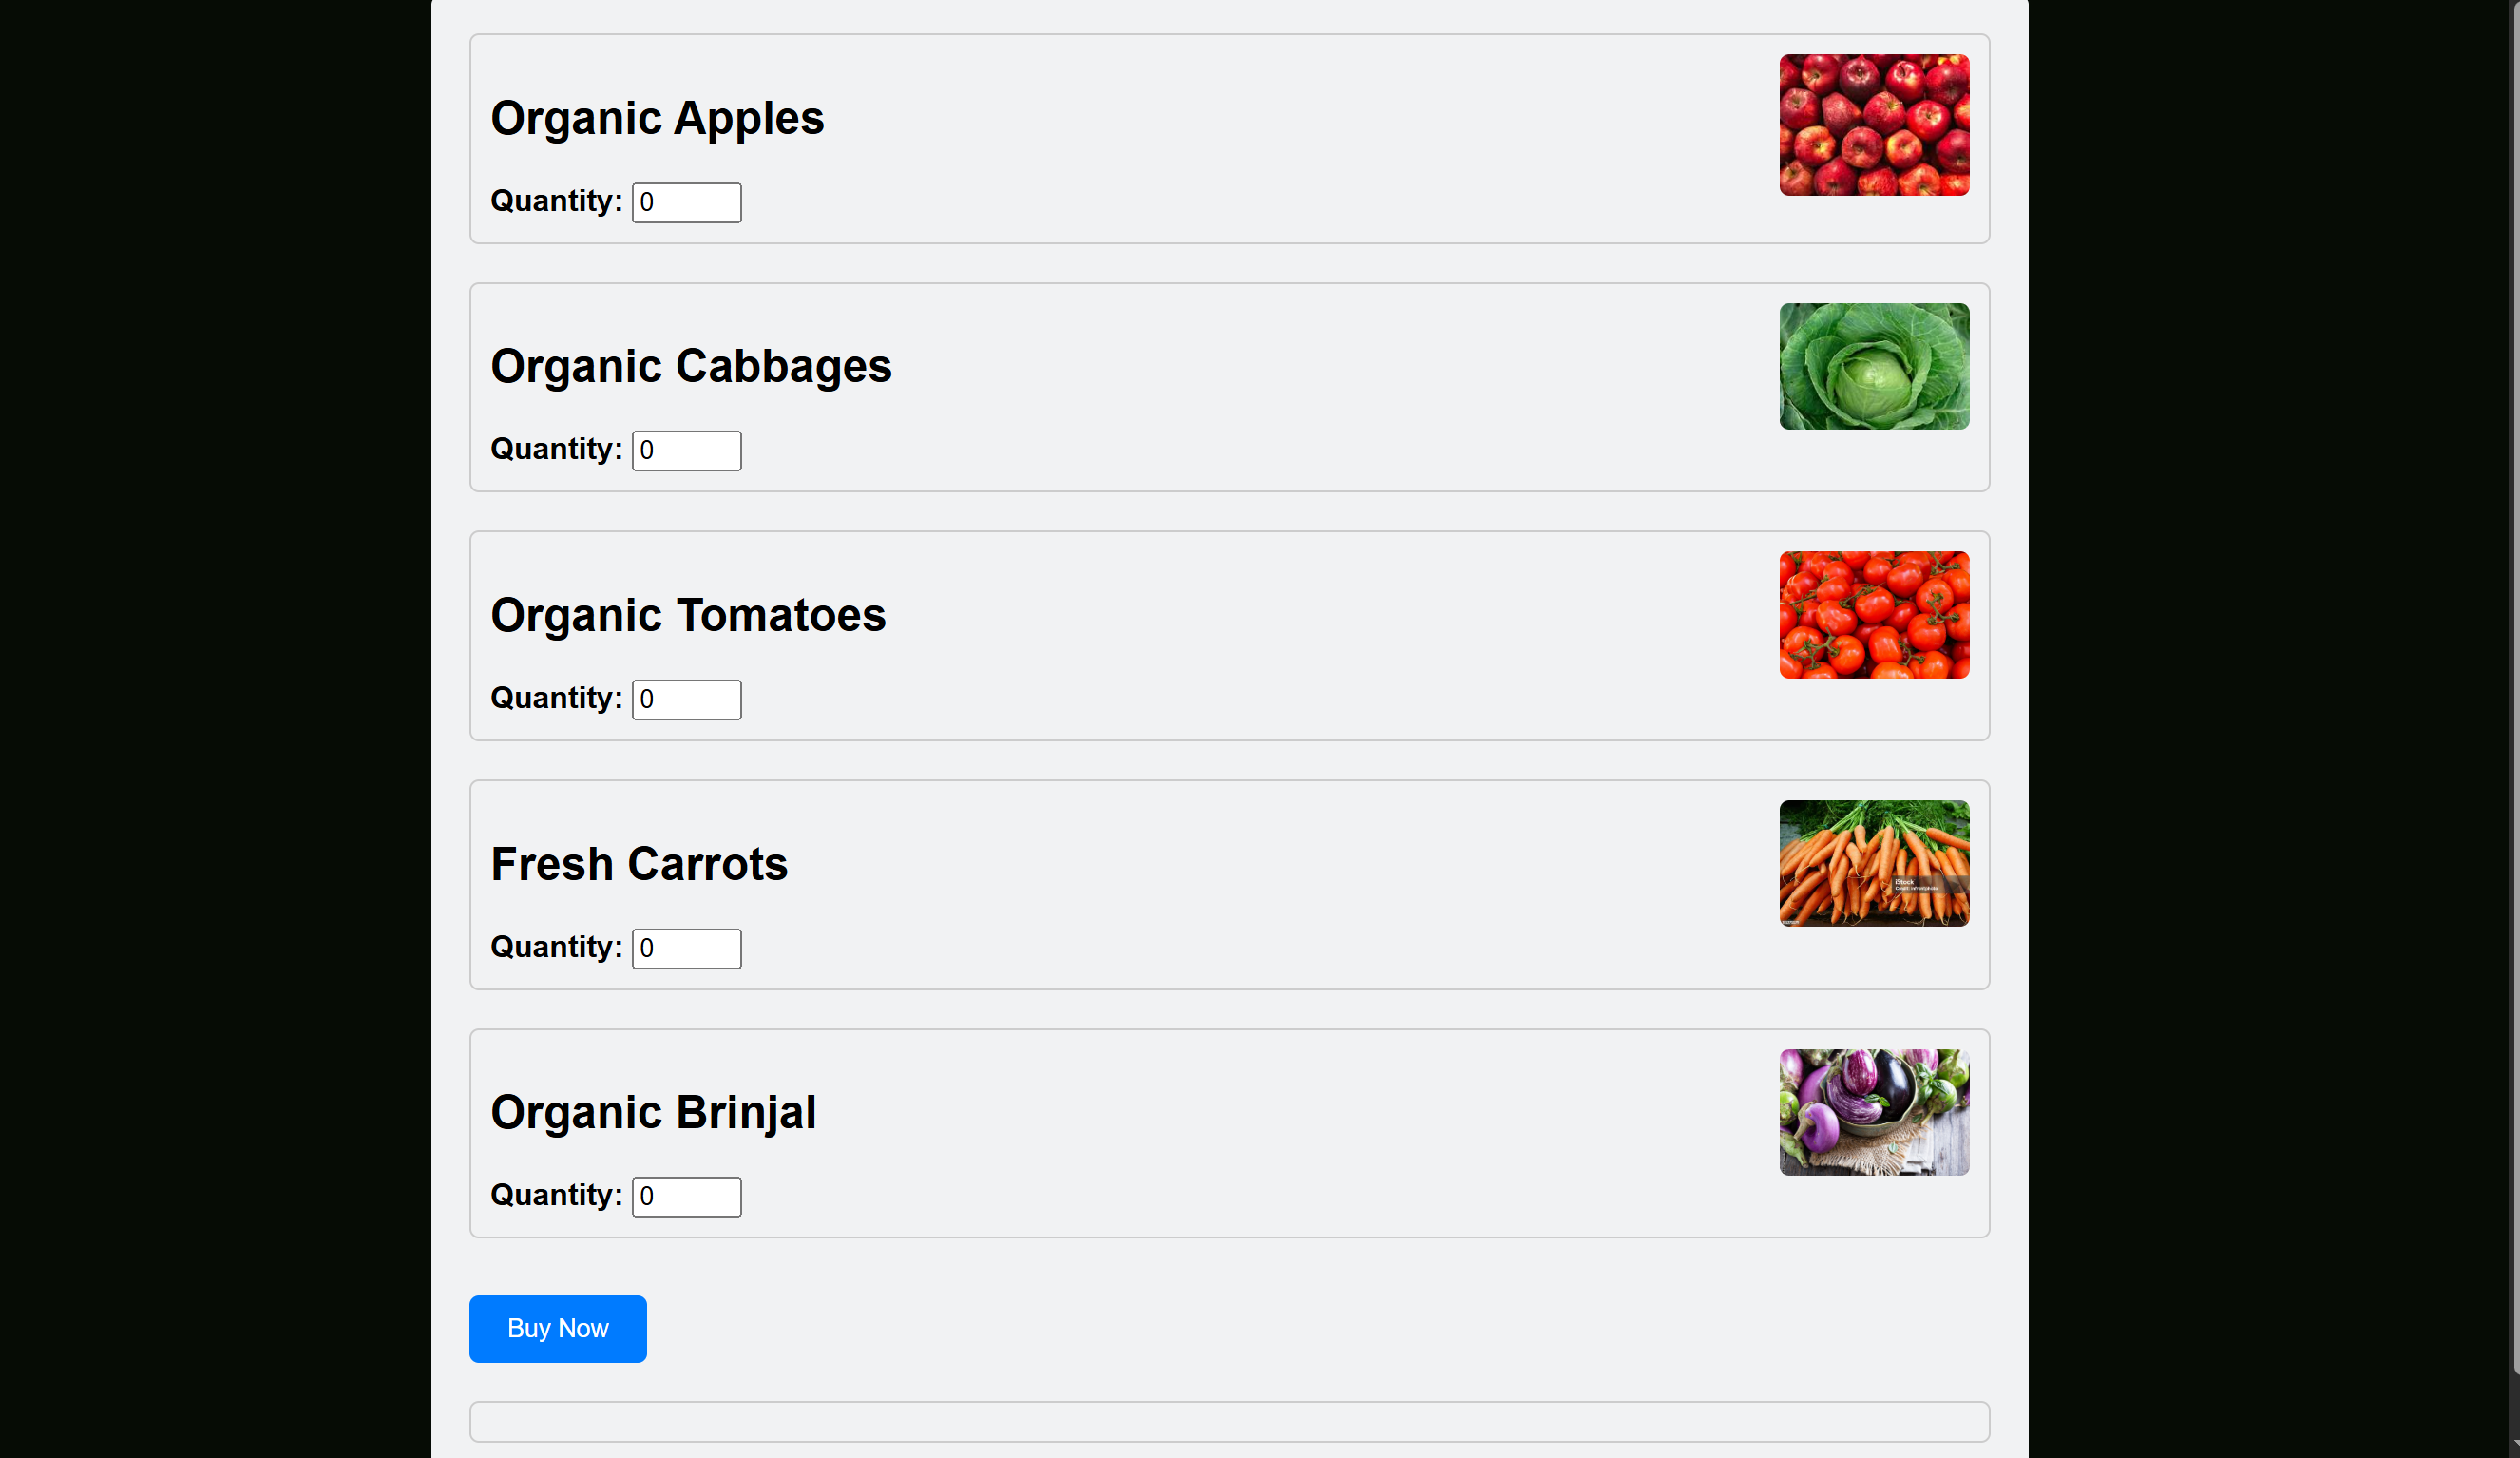 Organic Apples
Quantity: 0
Organic Cabbages
Quantity: 0
Organic Tomatoes
Quantity: 0
Fresh Carrots
iStock
Quantity: 0
Organic Brinjal
Quantity: 0
Buy Now